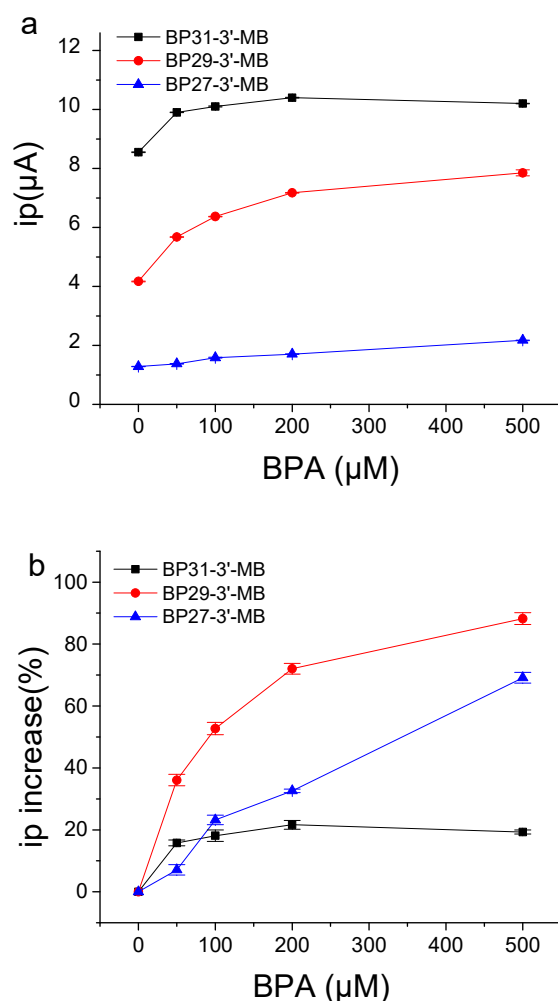 a
BP31-3'-MB
BP29-3'-MB
BP27-3'-MB
12
10
8
6
4
2
0
ip(µA)
0 100 200 300 400 500
BPA (µM)
b
BP31-3'-MB
BP29-3'-MB
BP27-3'-MB
100
80
60
40
20
0
ip increase(%)
0 100 200 300 400 500
BPA (µM)